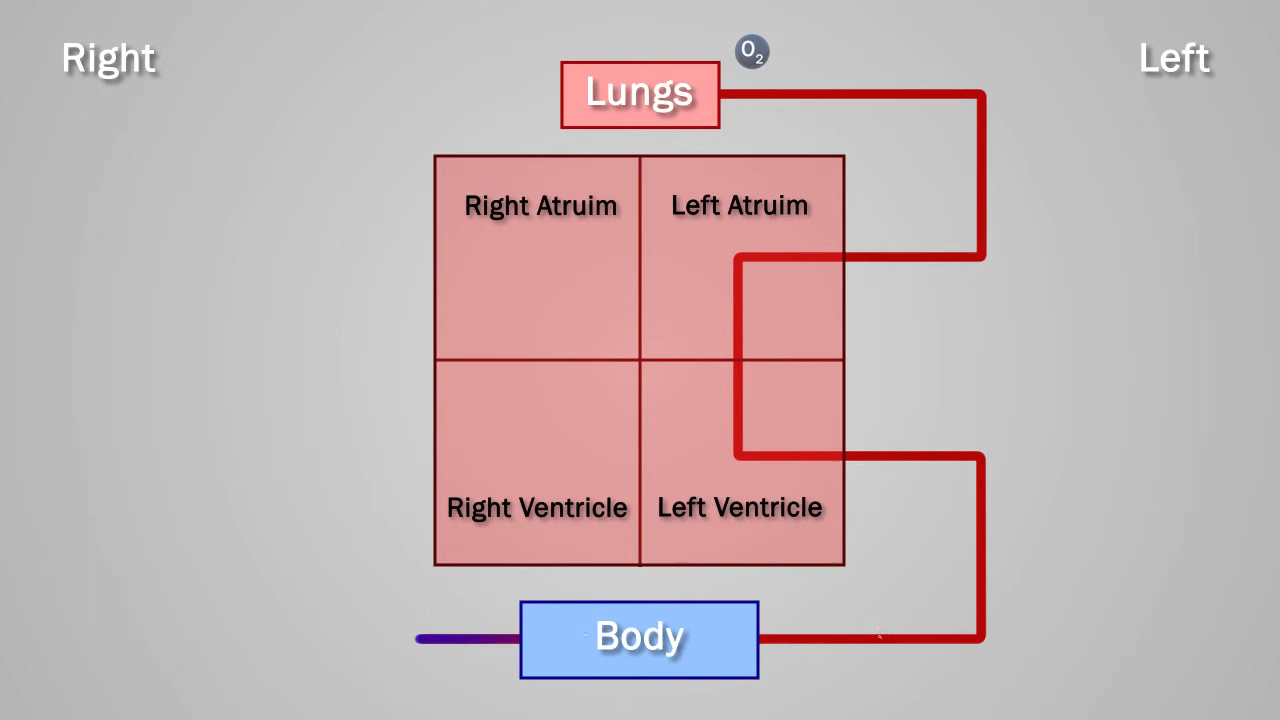 Right
Left
O₂
Lungs
Right Atruim
Left Atruim
Right Ventricle
Left Ventricle
Body